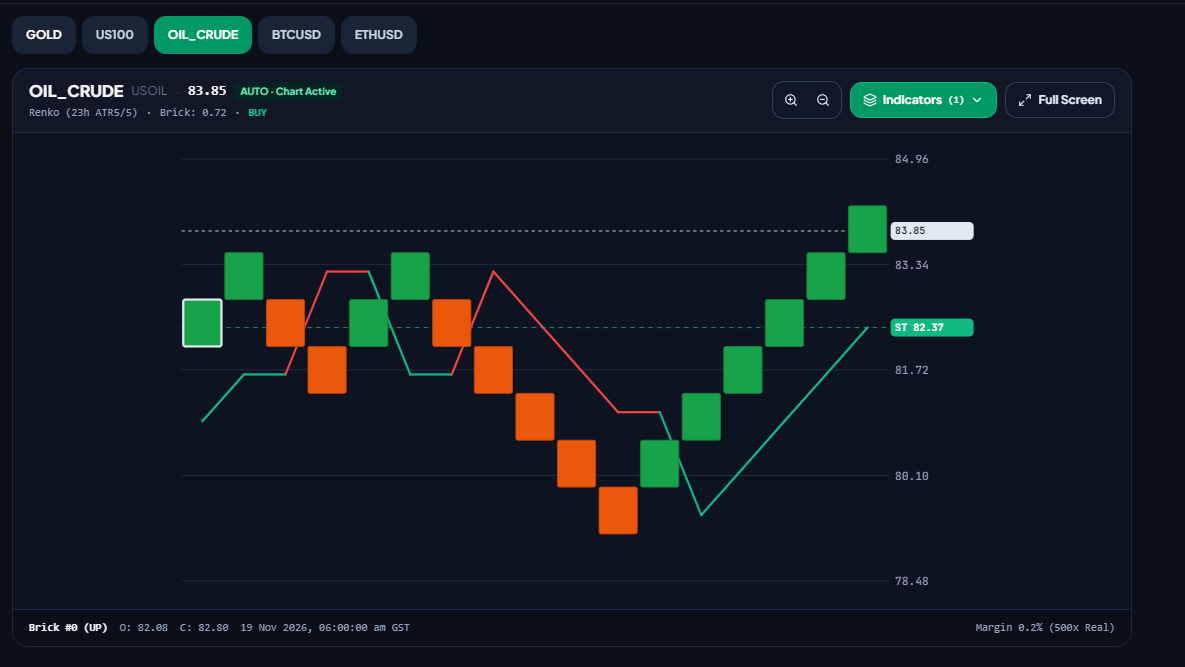 GOLD US100 OIL_CRUDE BTCUSD ETHUSD
OIL_CRUDE USOIL · 83.85 AUTO · Chart Active
Renko (23h ATR5/5) · Brick: 0.72 · BUY
Indicators (1) Full Screen
84.96
83.85
83.34
ST 82.37
81.72
80.10
78.48
Brick #0 (UP) O: 82.08 C: 82.80 19 Nov 2026, 06:00:00 am GST Margin 0.2% (500x Real)